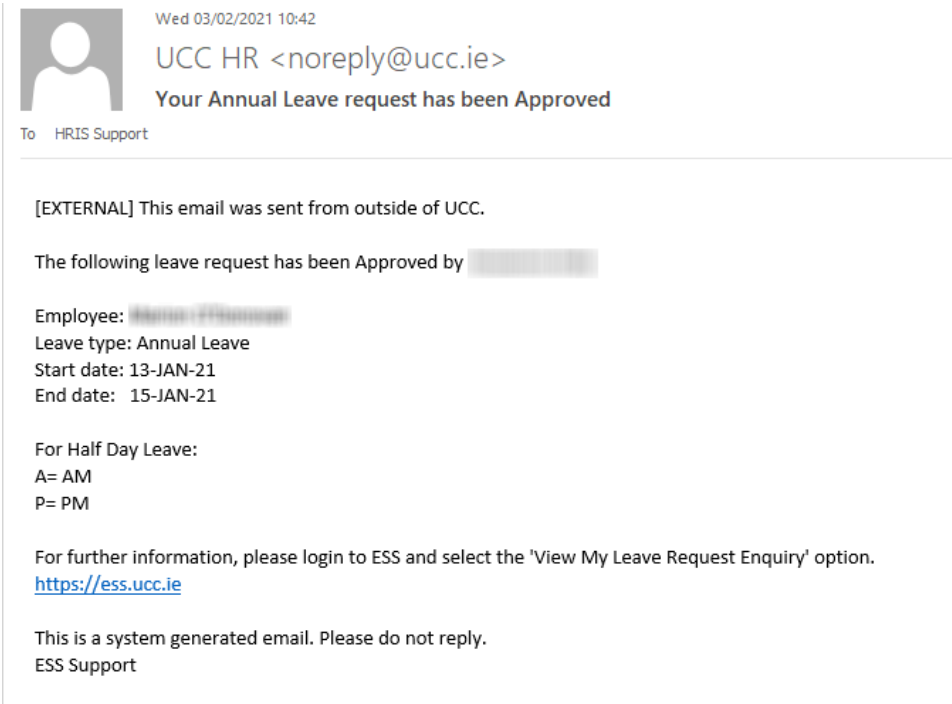 Wed 03/02/2021 10:42
UCC HR <noreply@ucc.ie>
Your Annual Leave request has been Approved
To HRIS Support
[EXTERNAL] This email was sent from outside of UCC.
The following leave request has been Approved by
Employee:
Leave type: Annual Leave
Start date: 13-JAN-21
End date: 15-JAN-21
For Half Day Leave:
A= AM
P= PM
For further information, please login to ESS and select the 'View My Leave Request Enquiry' option.
https://ess.ucc.ie
This is a system generated email. Please do not reply.
ESS Support